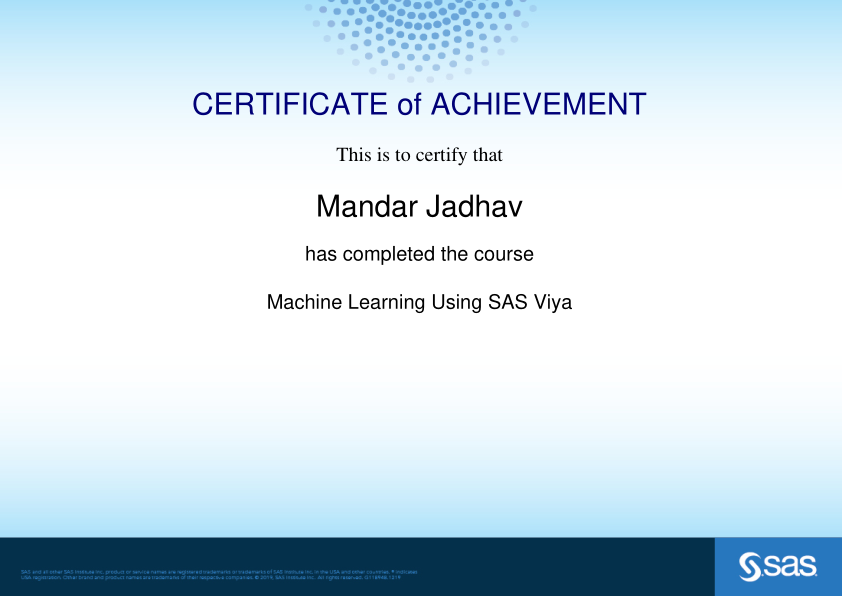 CERTIFICATE of ACHIEVEMENT
This is to certify that
Mandar Jadhav
has completed the course
Machine Learning Using SAS Viya
SAS and all other SAS Institute Inc. product or service names are registered trademarks or trademarks of SAS Institute Inc. in the USA and other countries. ® indicates
USA registration. Other brand and product names are trademarks of their respective companies. © 2019, SAS Institute Inc. All rights reserved.
sas